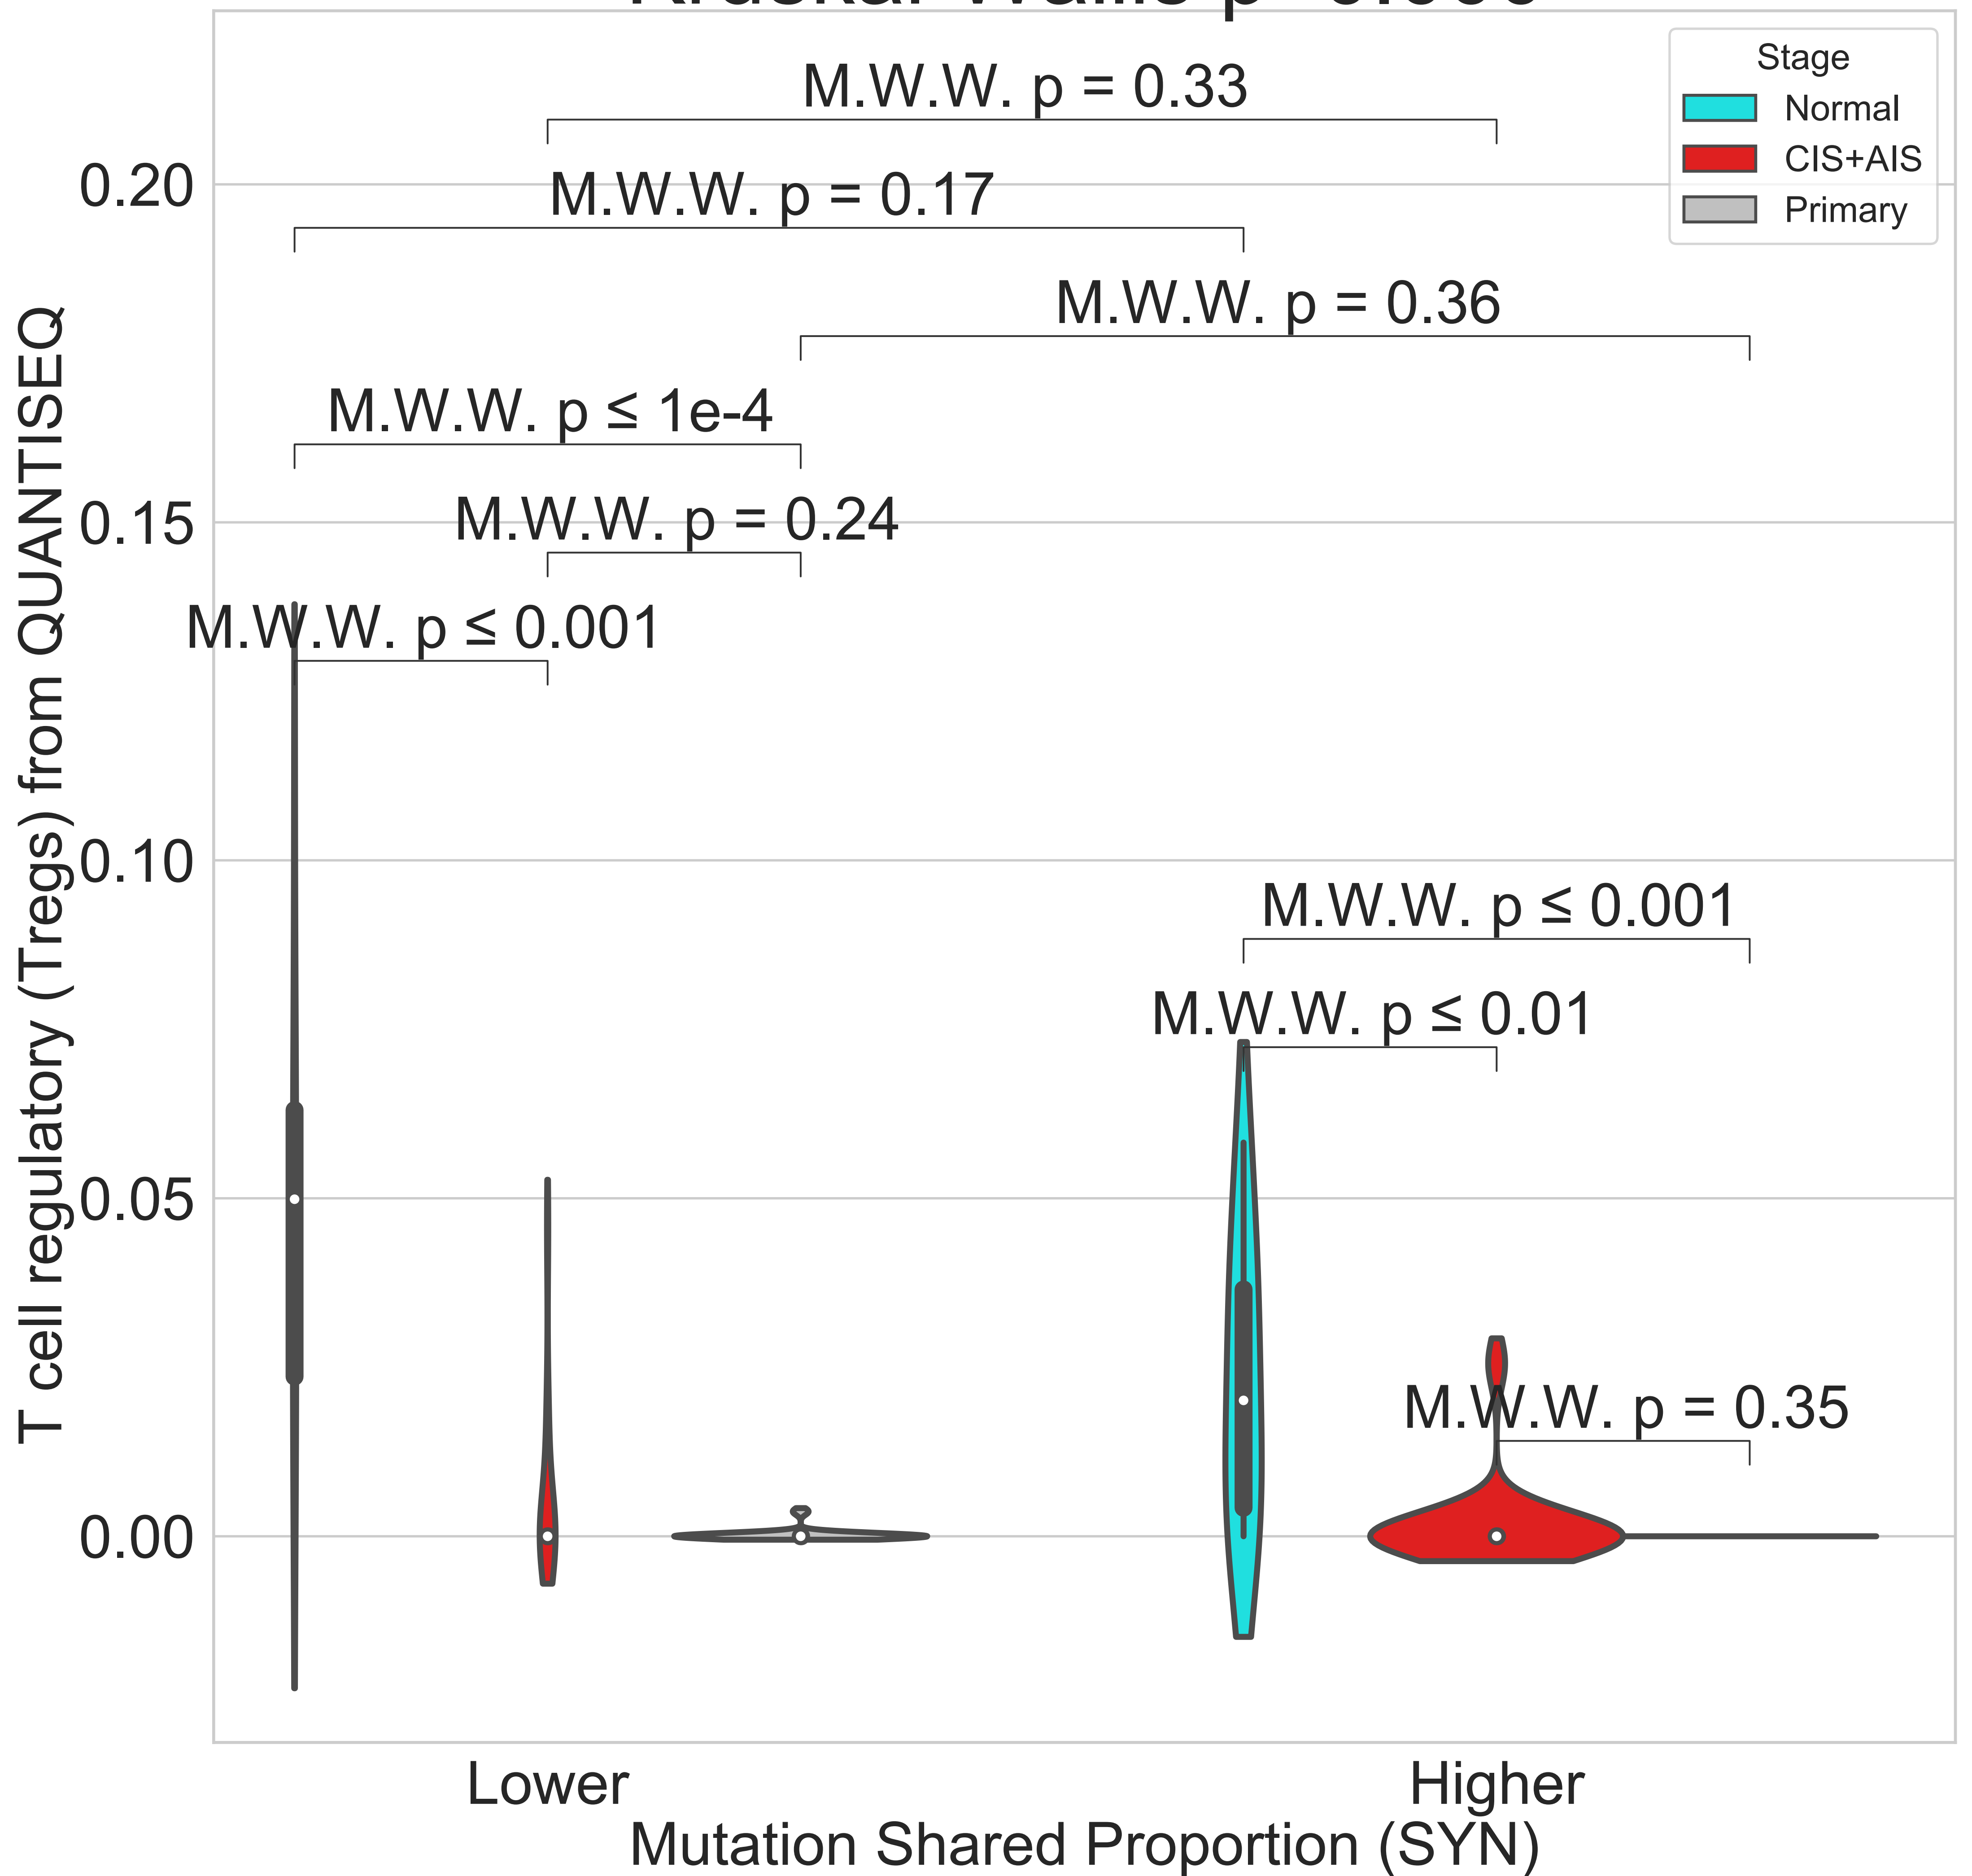 Stage
Normal
CIS+AIS
Primary
M.W.W. p = 0.33
M.W.W. p = 0.17
M.W.W. p = 0.36
M.W.W. p ≤ 1e-4
M.W.W. p = 0.24
M.W.W. p ≤ 0.001
M.W.W. p ≤ 0.001
M.W.W. p ≤ 0.01
M.W.W. p = 0.35
T cell regulatory (Tregs) from QUANTISEQ
0.20
0.15
0.10
0.05
0.00
Lower
Higher
Mutation Shared Proportion (SYN)